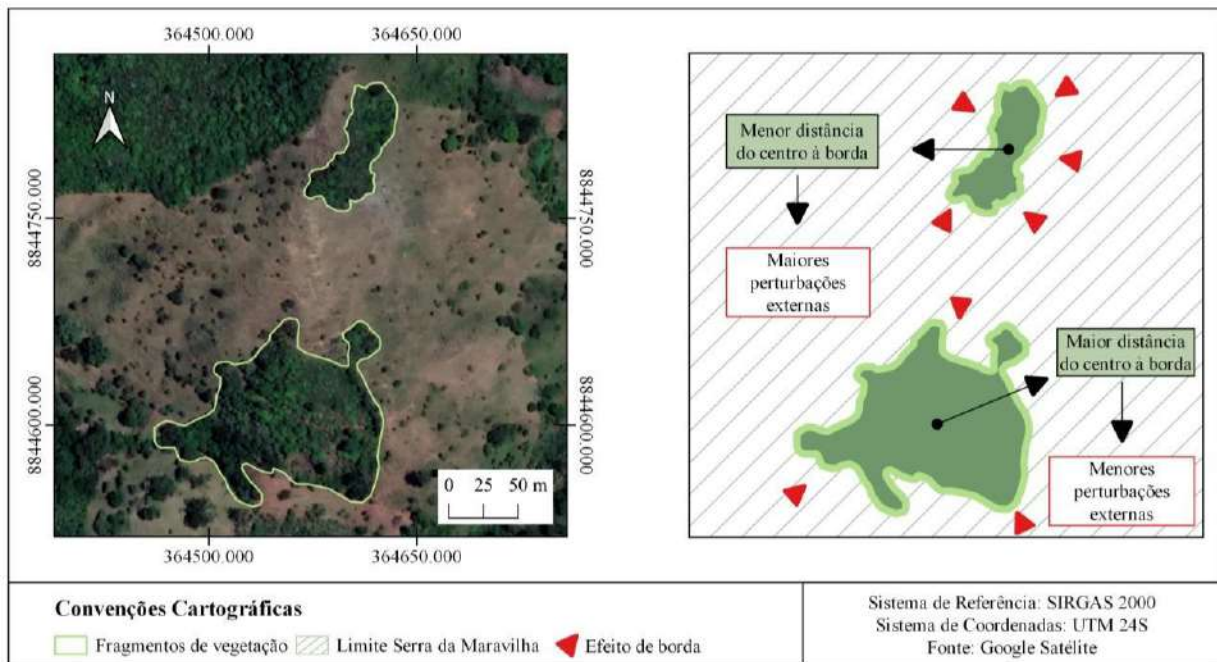 364500.000
364650.000
N
8844750.000
8844600.000
8844750.000
8844600.000
0 25 50 m
364500.000
364650.000
Menor distância
do centro à borda
Maiores
perturbações
externas
Maior distância
do centro à borda
Menores
perturbações
externas
Convenções Cartográficas
Fragmentos de vegetação
Limite Serra da Maravilha
Efeito de borda
Sistema de Referência: SIRGAS 2000
Sistema de Coordenadas: UTM 24S
Fonte: Google Satélite